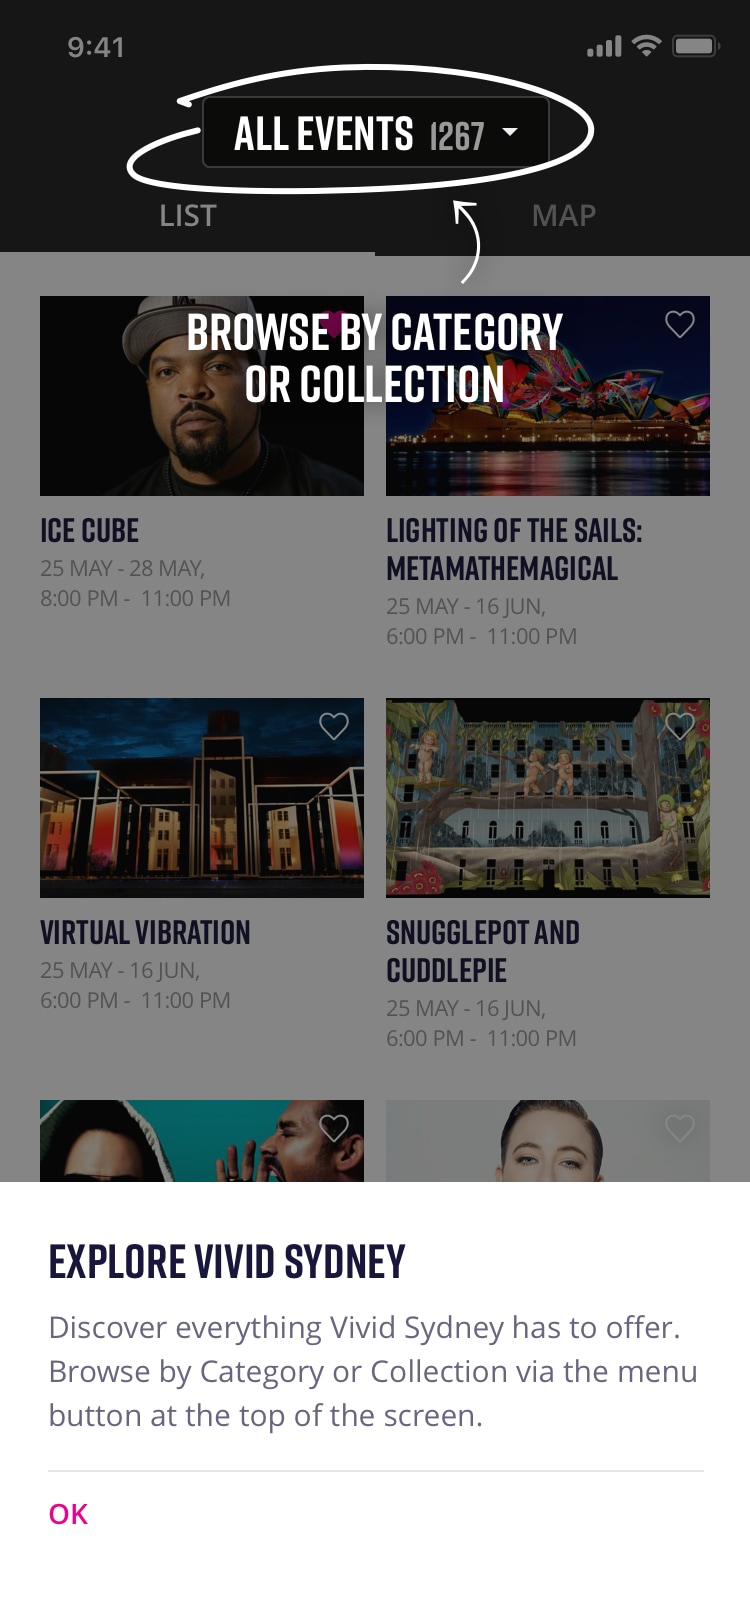 9:41
ALL EVENTS 1267
LIST
MAP
BROWSE BY CATEGORY
OR COLLECTION
ICE CUBE
25 MAY - 28 MAY,
8:00 PM - 11:00 PM
LIGHTING OF THE SAILS:
METAMATHEMAGICAL
25 MAY - 16 JUN,
6:00 PM - 11:00 PM
VIRTUAL VIBRATION
25 MAY - 16 JUN,
6:00 PM - 11:00 PM
SNUGGLEPOT AND
CUDDLEPIE
25 MAY - 16 JUN,
6:00 PM - 11:00 PM
EXPLORE VIVID SYDNEY
Discover everything Vivid Sydney has to offer.
Browse by Category or Collection via the menu
button at the top of the screen.
OK